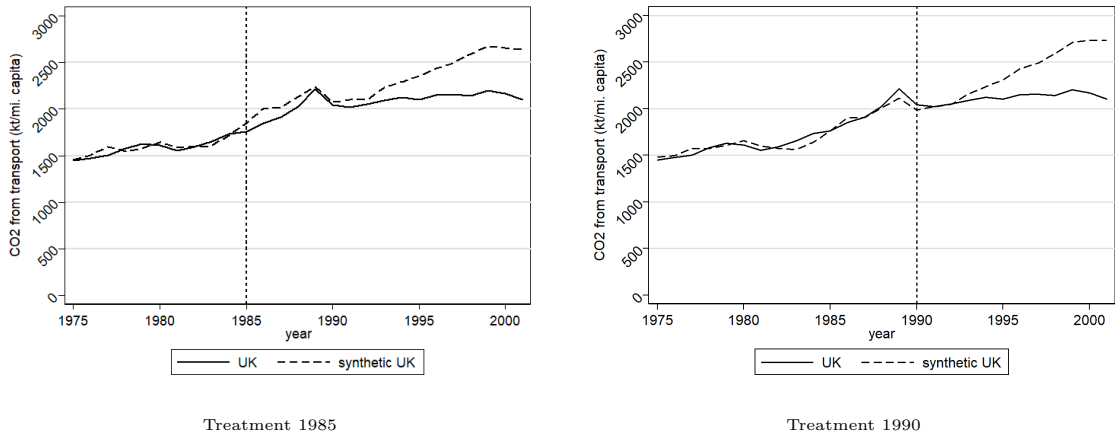 CO2 from transport (kt/mi. capita)
3000
2500
2000
1500
1000
500
0
1975 1980 1985 1990 1995 2000
year
UK synthetic UK
Treatment 1985
CO2 from transport (kt/mi. capita)
3000
2500
2000
1500
1000
500
0
1975 1980 1985 1990 1995 2000
year
UK synthetic UK
Treatment 1990